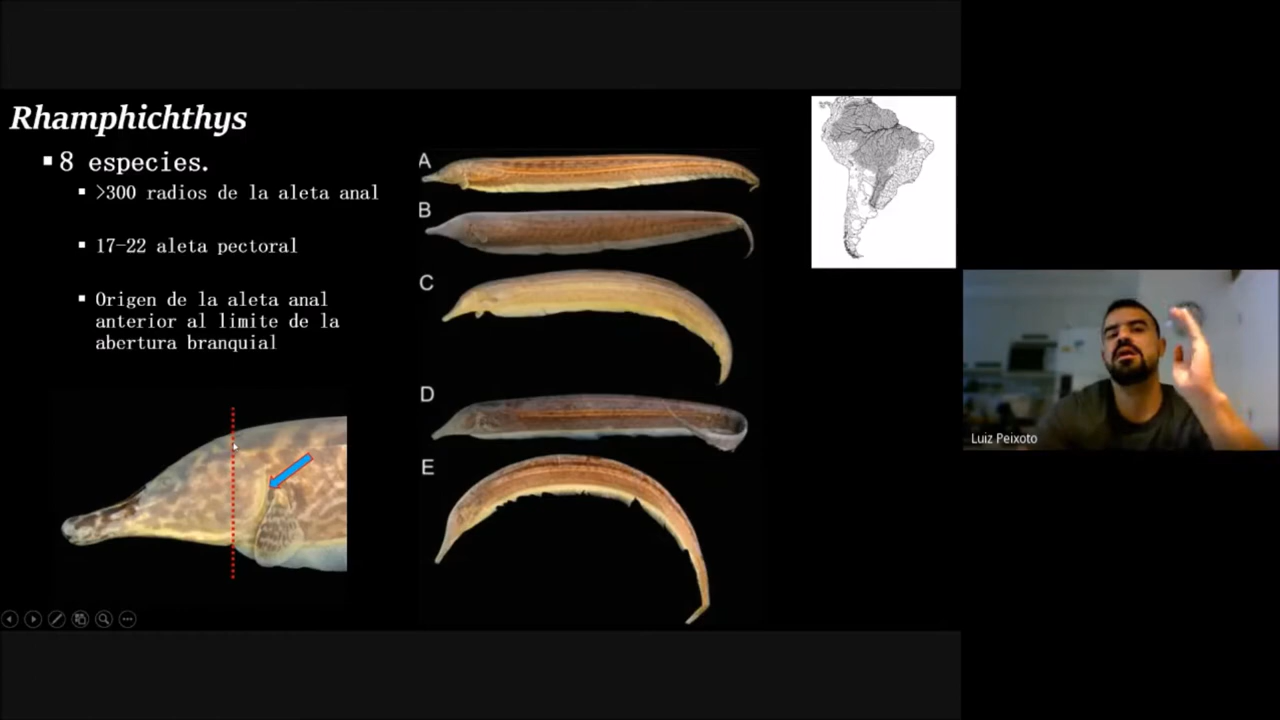 Rhamphichthys
8 especies.
>300 radios de la aleta anal
17-22 aleta pectoral
Origen de la aleta anal
anterior al limite de la
abertura branquial
A
B
C
D
E
Luiz Peixoto